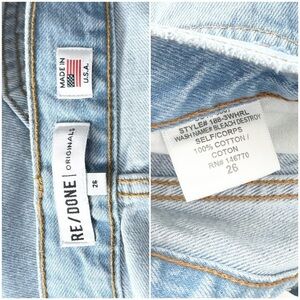 MADE IN
U.S.A.
RE/DONE | ORIGINALS
26
STYLE# 188-3WHRL
WASH NAME# BLEACH DESTROY
SELF/CORPS
100% COTTON /
COTON
RN# 146770
26